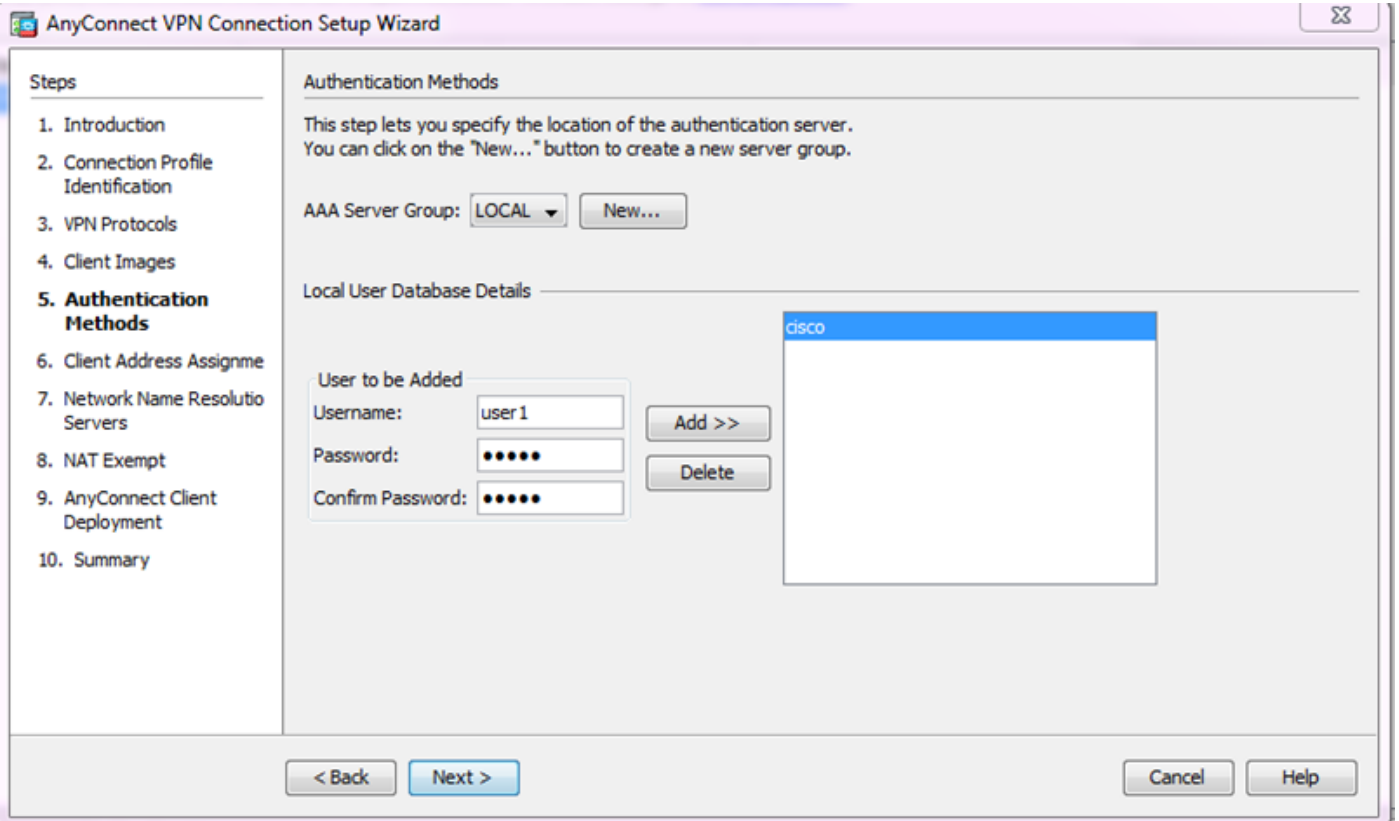 AnyConnect VPN Connection Setup Wizard
Steps
1. Introduction
2. Connection Profile
Identification
3. VPN Protocols
4. Client Images
5. Authentication
Methods
6. Client Address Assignme
7. Network Name Resolutio
Servers
8. NAT Exempt
9. AnyConnect Client
Deployment
10. Summary
Authentication Methods
This step lets you specify the location of the authentication server.
You can click on the "New..." button to create a new server group.
AAA Server Group: LOCAL New...
Local User Database Details
User to be Added
Username: user1
Password: •••••
Confirm Password: •••••
Add >>
Delete
cisco
< Back Next > Cancel Help